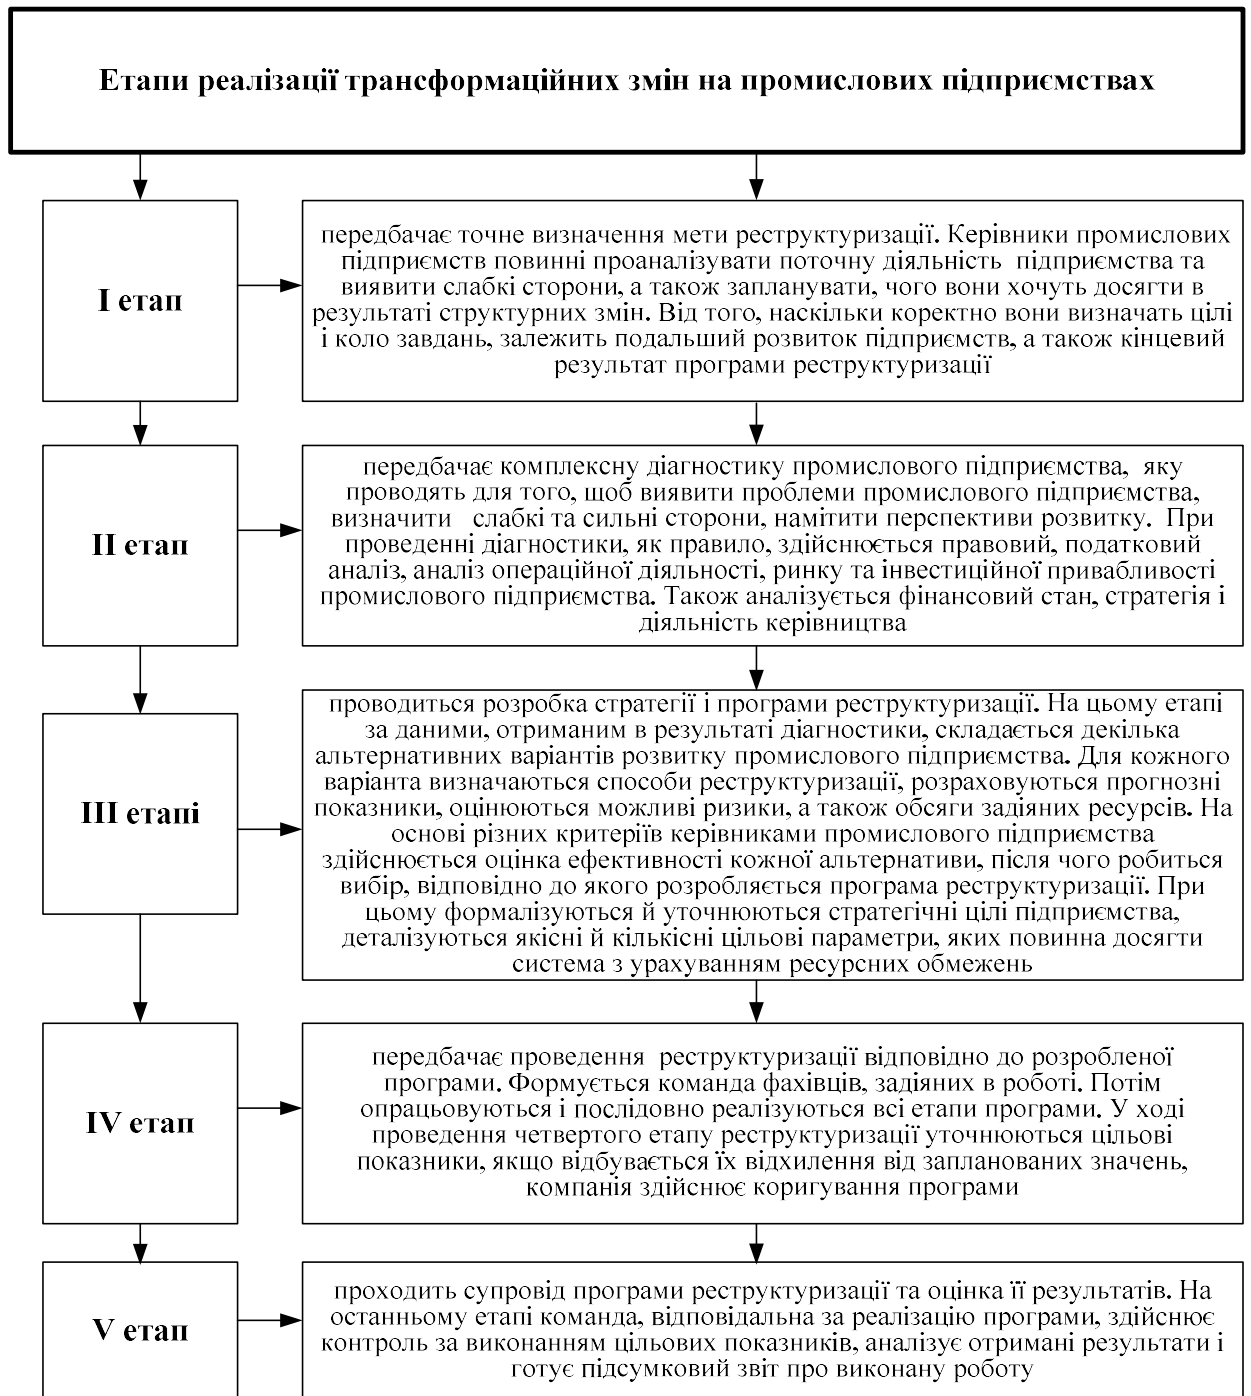 Етапи реалізації трансформаційних змін на промислових підприємствах
І етап
передбачає точне визначення мети реструктуризації. Керівники промислових
підприємств повинні проаналізувати поточну діяльність підприємства та
виявити слабкі сторони, а також запланувати, чого вони хочуть досягти в
результаті структурних змін. Від того, наскільки коректно вони визначать цілі
і коло завдань, залежить подальший розвиток підприємств, а також кінцевий
результат програми реструктуризації
ІІ етап
передбачає комплексну діагностику промислового підприємства, яку
проводять для того, щоб виявити проблеми промислового підприємства,
визначити слабкі та сильні сторони, намітити перспективи розвитку. При
проведенні діагностики, як правило, здійснюється правовий, податковий
аналіз, аналіз операційної діяльності, ринку та інвестиційної привабливості
промислового підприємства. Також аналізується фінансовий стан, стратегія і
діяльність керівництва
ІІІ етапі
проводиться розробка стратегії і програми реструктуризації. На цьому етапі
за даними, отриманим в результаті діагностики, складається декілька
альтернативних варіантів розвитку промислового підприємства. Для кожного
варіанта визначаються способи реструктуризації, розраховуються прогнозні
показники, оцінюються можливі ризики, а також обсяги задіяних ресурсів. На
основі різних критеріїв керівниками промислового підприємства
здійснюється оцінка ефективності кожної альтернативи, після чого робиться
вибір, відповідно до якого розробляється програма реструктуризації. При
цьому формалізуються й уточнюються стратегічні цілі підприємства,
деталізуються якісні й кількісні цільові параметри, яких повинна досягти
система з урахуванням ресурсних обмежень
IV етап
передбачає проведення реструктуризації відповідно до розробленої
програми. Формується команда фахівців, задіяних в роботі. Потім
опрацьовуються і послідовно реалізуються всі етапи програми. У ході
проведення четвертого етапу реструктуризації уточнюються цільові
показники, якщо відбувається їх відхилення від запланованих значень,
компанія здійснює коригування програми
V етап
проходить супровід програми реструктуризації та оцінка її результатів. На
останньому етапі команда, відповідальна за реалізацію програми, здійснює
контроль за виконанням цільових показників, аналізує отримані результати і
готує підсумковий звіт про виконану роботу